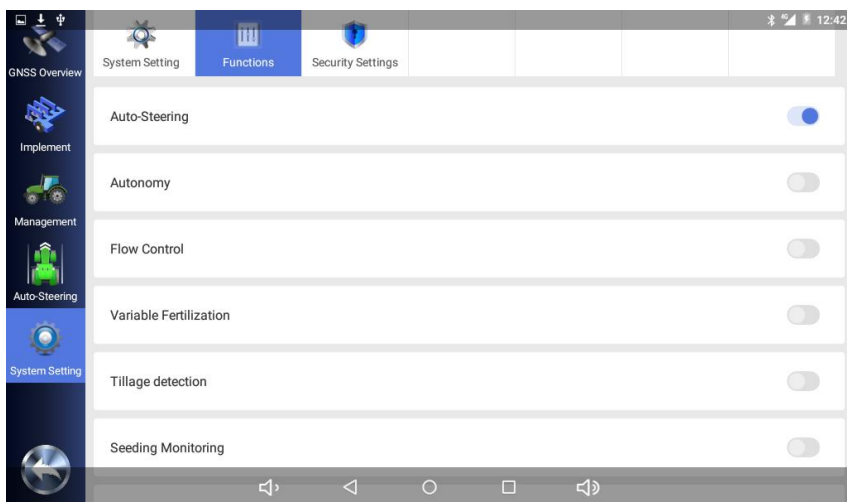 4G
12:42
GNSS Overview
System Setting
Functions
Security Settings
Implement
Management
Auto-Steering
System Setting
Auto-Steering
Autonomy
Flow Control
Variable Fertilization
Tillage detection
Seeding Monitoring